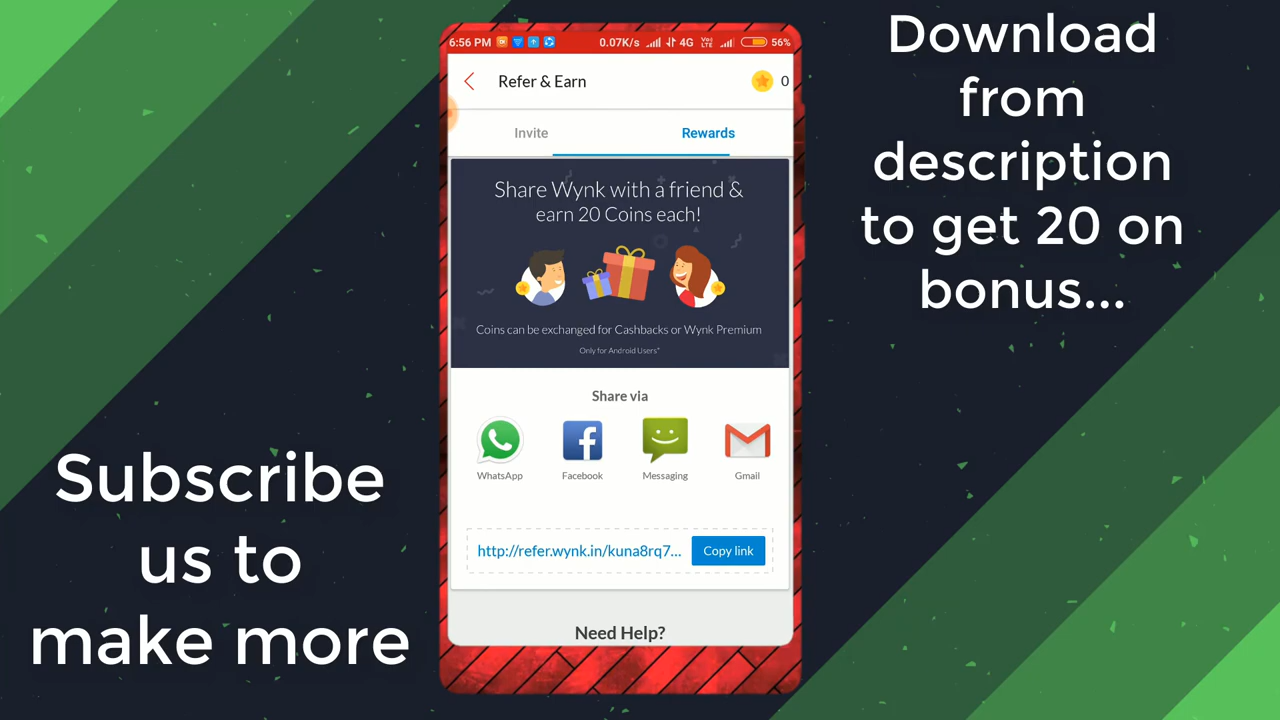 Download
from
description
to get 20 on
bonus...
6:56 PM 0.07K/s 4G Vo) LTE 56%
Refer & Earn 0
Invite Rewards
Share Wynk with a friend &
earn 20 Coins each!
Coins can be exchanged for Cashbacks or Wynk Premium
Only for Android Users*
Share via
WhatsApp Facebook Messaging Gmail
http://refer.wynk.in/kuna8rq7... Copy link
Need Help?
Subscribe
us to
make more